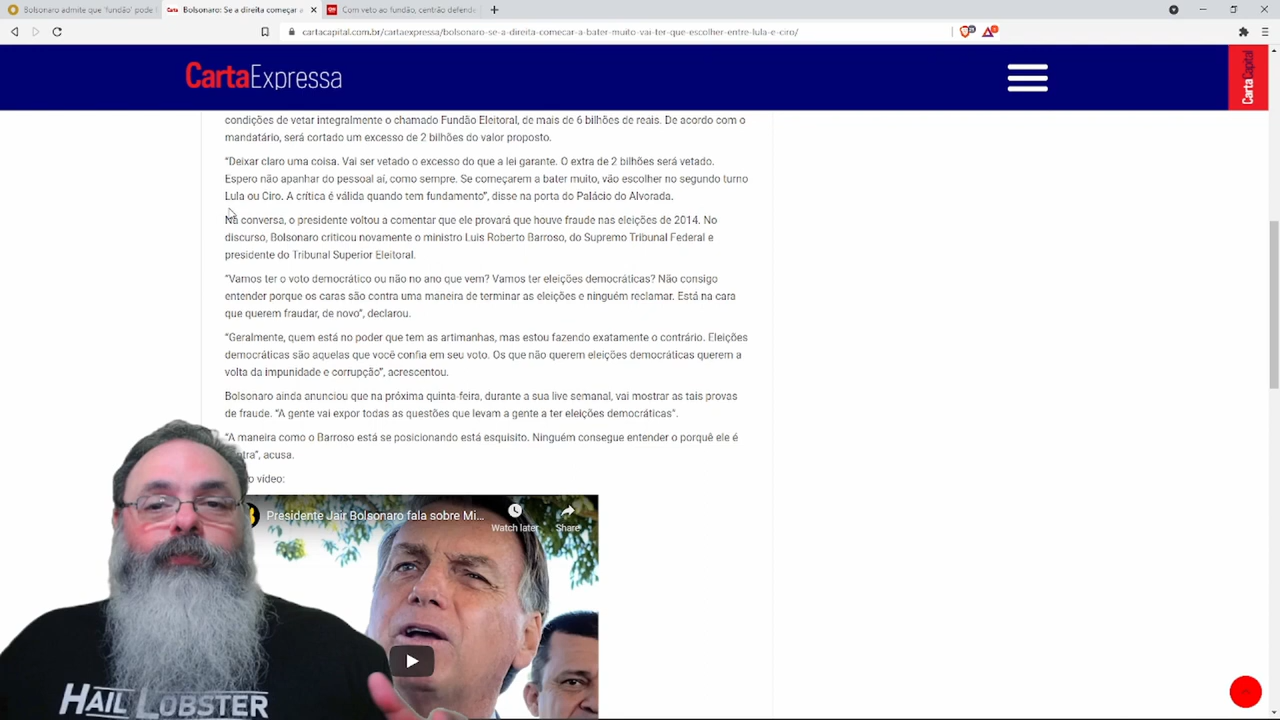 Bolsonaro admite que 'fundão' pode
Carta Bolsonaro: Se a direita começar a
Com veto ao fundão, centrão defende
cartacapital.com.br/cartaexpressa/bolsonaro-se-a-direita-comecar-a-bater-muito-vai-ter-que-escolher-entre-lula-e-ciro/
CartaExpressa
CartaCapital
condições de vetar integralmente o chamado Fundão Eleitoral, de mais de 6 bilhões de reais. De acordo com o
mandatário, será cortado um excesso de 2 bilhões do valor proposto.
“Deixar claro uma coisa. Vai ser vetado o excesso do que a lei garante. O extra de 2 bilhões será vetado.
Espero não apanhar do pessoal aí, como sempre. Se começarem a bater muito, vão escolher no segundo turno
Lula ou Ciro. A crítica é válida quando tem fundamento”, disse na porta do Palácio do Alvorada.
Na conversa, o presidente voltou a comentar que ele provará que houve fraude nas eleições de 2014. No
discurso, Bolsonaro criticou novamente o ministro Luis Roberto Barroso, do Supremo Tribunal Federal e
presidente do Tribunal Superior Eleitoral.
“Vamos ter o voto democrático ou não no ano que vem? Vamos ter eleições democráticas? Não consigo
entender porque os caras são contra uma maneira de terminar as eleições e ninguém reclamar. Está na cara
que querem fraudar, de novo”, declarou.
“Geralmente, quem está no poder que tem as artimanhas, mas estou fazendo exatamente o contrário. Eleições
democráticas são aquelas que você confia em seu voto. Os que não querem eleições democráticas querem a
volta da impunidade e corrupção”, acrescentou.
Bolsonaro ainda anunciou que na próxima quinta-feira, durante a sua live semanal, vai mostrar as tais provas
de fraude. “A gente vai expor todas as questões que levam a gente a ter eleições democráticas”.
“A maneira como o Barroso está se posicionando está esquisito. Ninguém consegue entender o porquê ele é
ntra”, acusa.
o vídeo:
Presidente Jair Bolsonaro fala sobre Mi...
Watch later
Share
HAIL LOBSTER